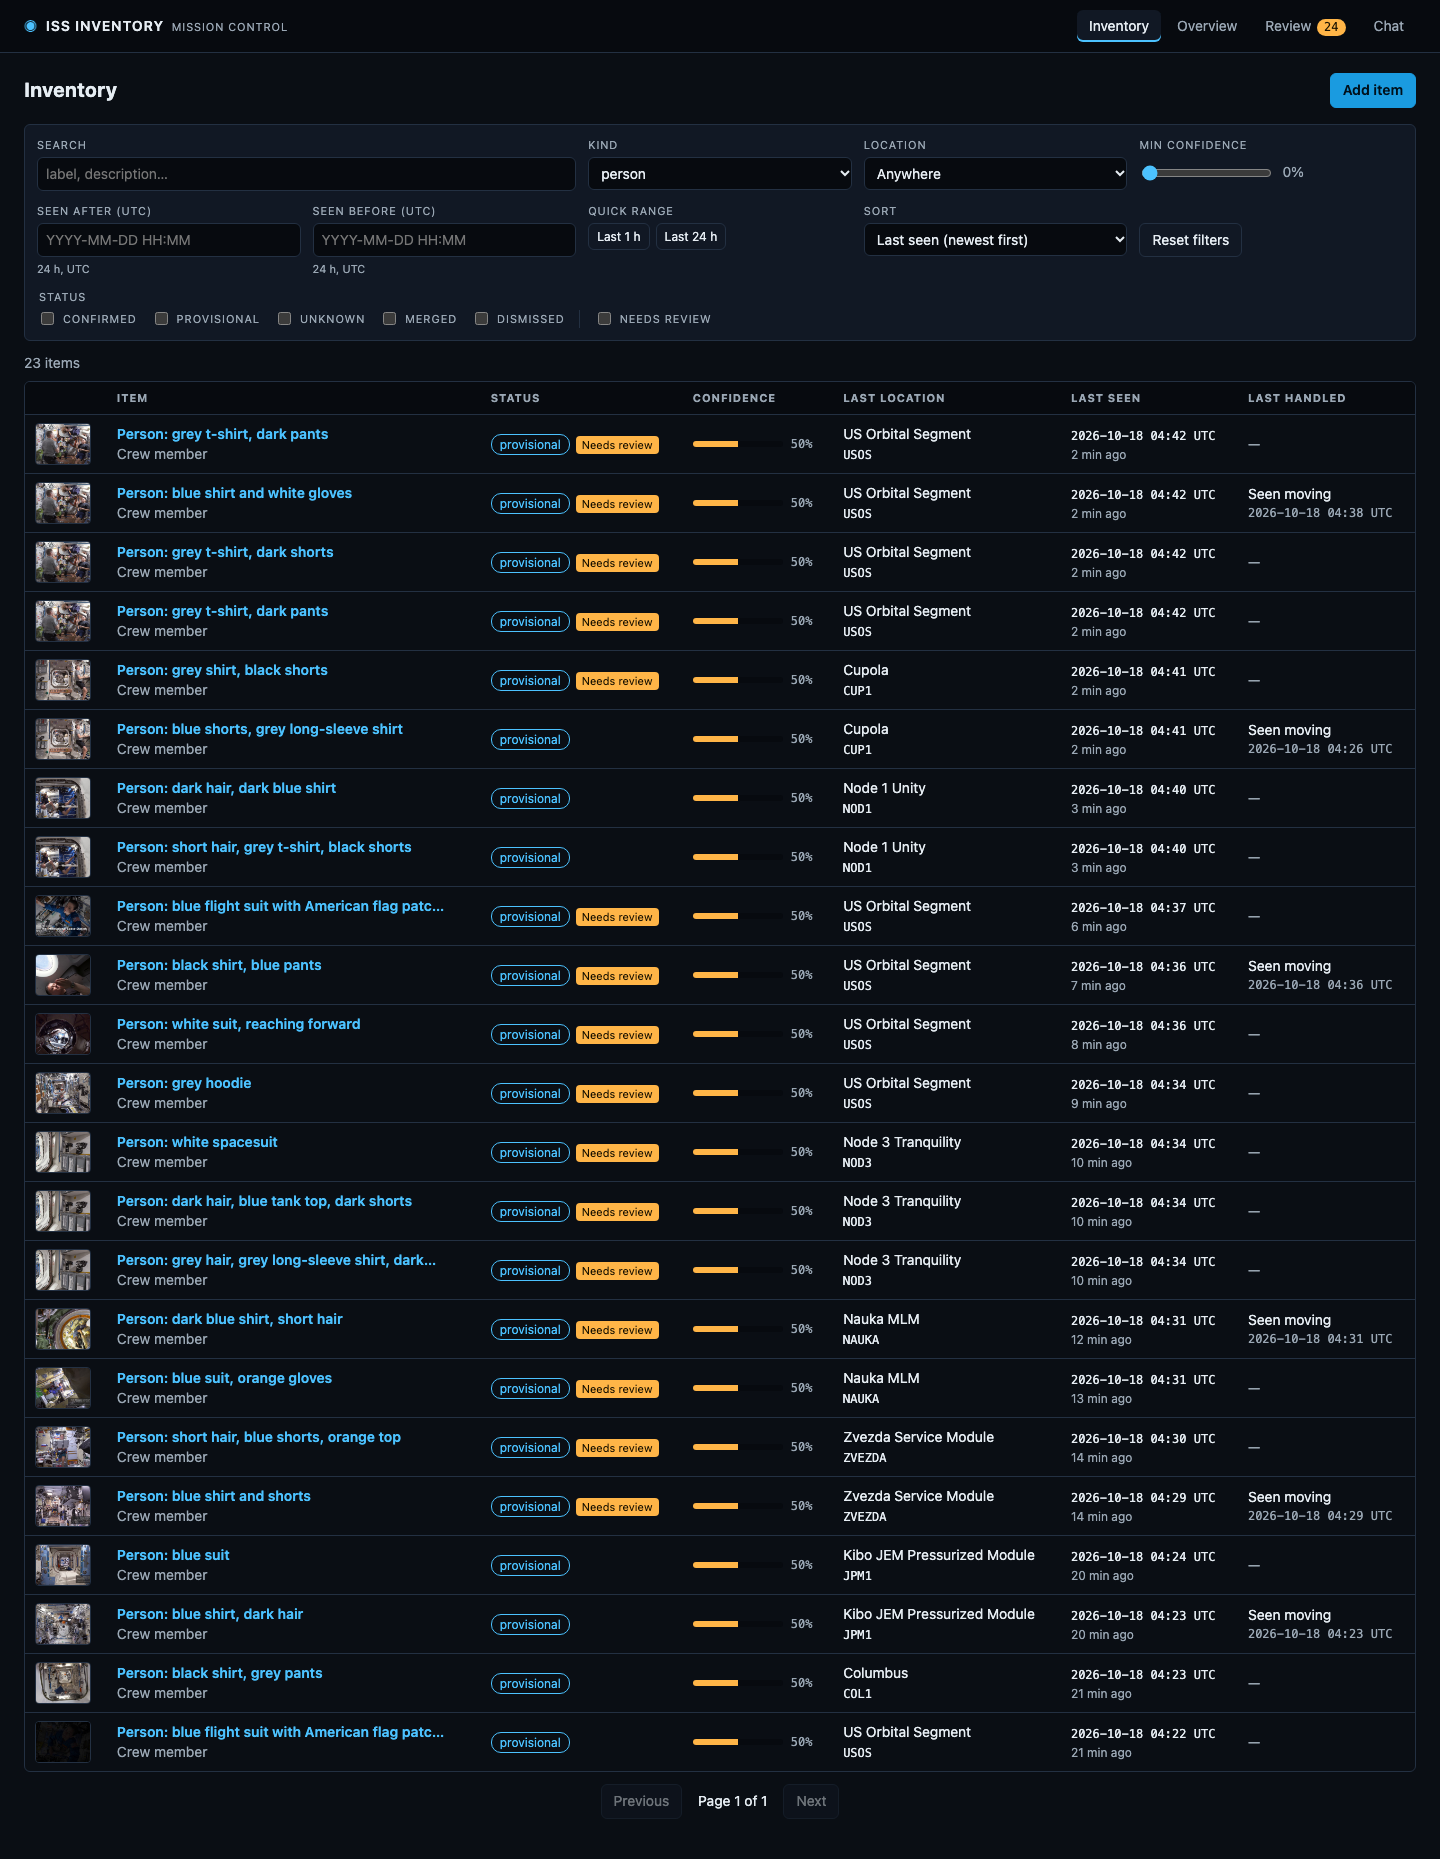 ISS INVENTORY MISSION CONTROL
Inventory Overview Review 24 Chat
Inventory
Add item
SEARCH KIND LOCATION MIN CONFIDENCE
label, description... person Anywhere 0%
SEEN AFTER (UTC) SEEN BEFORE (UTC) QUICK RANGE SORT
YYYY-MM-DD HH:MM YYYY-MM-DD HH:MM Last 1 h Last 24 h Last seen (newest first) Reset filters
24 h, UTC 24 h, UTC
STATUS
CONFIRMED PROVISIONAL UNKNOWN MERGED DISMISSED NEEDS REVIEW
23 items
ITEM STATUS CONFIDENCE LAST LOCATION LAST SEEN LAST HANDLED
Person: grey t-shirt, dark pants provisional Needs review 50% US Orbital Segment 2026-10-18 04:42 UTC —
Crew member USOS 2 min ago
Person: blue shirt and white gloves provisional Needs review 50% US Orbital Segment 2026-10-18 04:42 UTC Seen moving
Crew member USOS 2 min ago 2026-10-18 04:38 UTC
Person: grey t-shirt, dark shorts provisional Needs review 50% US Orbital Segment 2026-10-18 04:42 UTC —
Crew member USOS 2 min ago
Person: grey t-shirt, dark pants provisional Needs review 50% US Orbital Segment 2026-10-18 04:42 UTC —
Crew member USOS 2 min ago
Person: grey shirt, black shorts provisional Needs review 50% Cupola 2026-10-18 04:41 UTC —
Crew member CUP1 2 min ago
Person: blue shorts, grey long-sleeve shirt provisional 50% Cupola 2026-10-18 04:41 UTC Seen moving
Crew member CUP1 2 min ago 2026-10-18 04:26 UTC
Person: dark hair, dark blue shirt provisional 50% Node 1 Unity 2026-10-18 04:40 UTC —
Crew member NOD1 3 min ago
Person: short hair, grey t-shirt, black shorts provisional 50% Node 1 Unity 2026-10-18 04:40 UTC —
Crew member NOD1 3 min ago
Person: blue flight suit with American flag patc... provisional Needs review 50% US Orbital Segment 2026-10-18 04:37 UTC —
Crew member USOS 6 min ago
Person: black shirt, blue pants provisional Needs review 50% US Orbital Segment 2026-10-18 04:36 UTC Seen moving
Crew member USOS 7 min ago 2026-10-18 04:36 UTC
Person: white suit, reaching forward provisional Needs review 50% US Orbital Segment 2026-10-18 04:36 UTC —
Crew member USOS 8 min ago
Person: grey hoodie provisional Needs review 50% US Orbital Segment 2026-10-18 04:34 UTC —
Crew member USOS 9 min ago
Person: white spacesuit provisional Needs review 50% Node 3 Tranquility 2026-10-18 04:34 UTC —
Crew member NOD3 10 min ago
Person: dark hair, blue tank top, dark shorts provisional Needs review 50% Node 3 Tranquility 2026-10-18 04:34 UTC —
Crew member NOD3 10 min ago
Person: grey hair, grey long-sleeve shirt, dark... provisional Needs review 50% Node 3 Tranquility 2026-10-18 04:34 UTC —
Crew member NOD3 10 min ago
Person: dark blue shirt, short hair provisional Needs review 50% Nauka MLM 2026-10-18 04:31 UTC Seen moving
Crew member NAUKA 12 min ago 2026-10-18 04:31 UTC
Person: blue suit, orange gloves provisional Needs review 50% Nauka MLM 2026-10-18 04:31 UTC —
Crew member NAUKA 13 min ago
Person: short hair, blue shorts, orange top provisional Needs review 50% Zvezda Service Module 2026-10-18 04:30 UTC —
Crew member ZVEZDA 14 min ago
Person: blue shirt and shorts provisional Needs review 50% Zvezda Service Module 2026-10-18 04:29 UTC Seen moving
Crew member ZVEZDA 14 min ago 2026-10-18 04:29 UTC
Person: blue suit provisional 50% Kibo JEM Pressurized Module 2026-10-18 04:24 UTC —
Crew member JPM1 20 min ago
Person: blue shirt, dark hair provisional 50% Kibo JEM Pressurized Module 2026-10-18 04:23 UTC Seen moving
Crew member JPM1 20 min ago 2026-10-18 04:23 UTC
Person: black shirt, grey pants provisional 50% Columbus 2026-10-18 04:23 UTC —
Crew member COL1 21 min ago
Person: blue flight suit with American flag patc... provisional 50% US Orbital Segment 2026-10-18 04:22 UTC —
Crew member USOS 21 min ago
Previous Page 1 of 1 Next